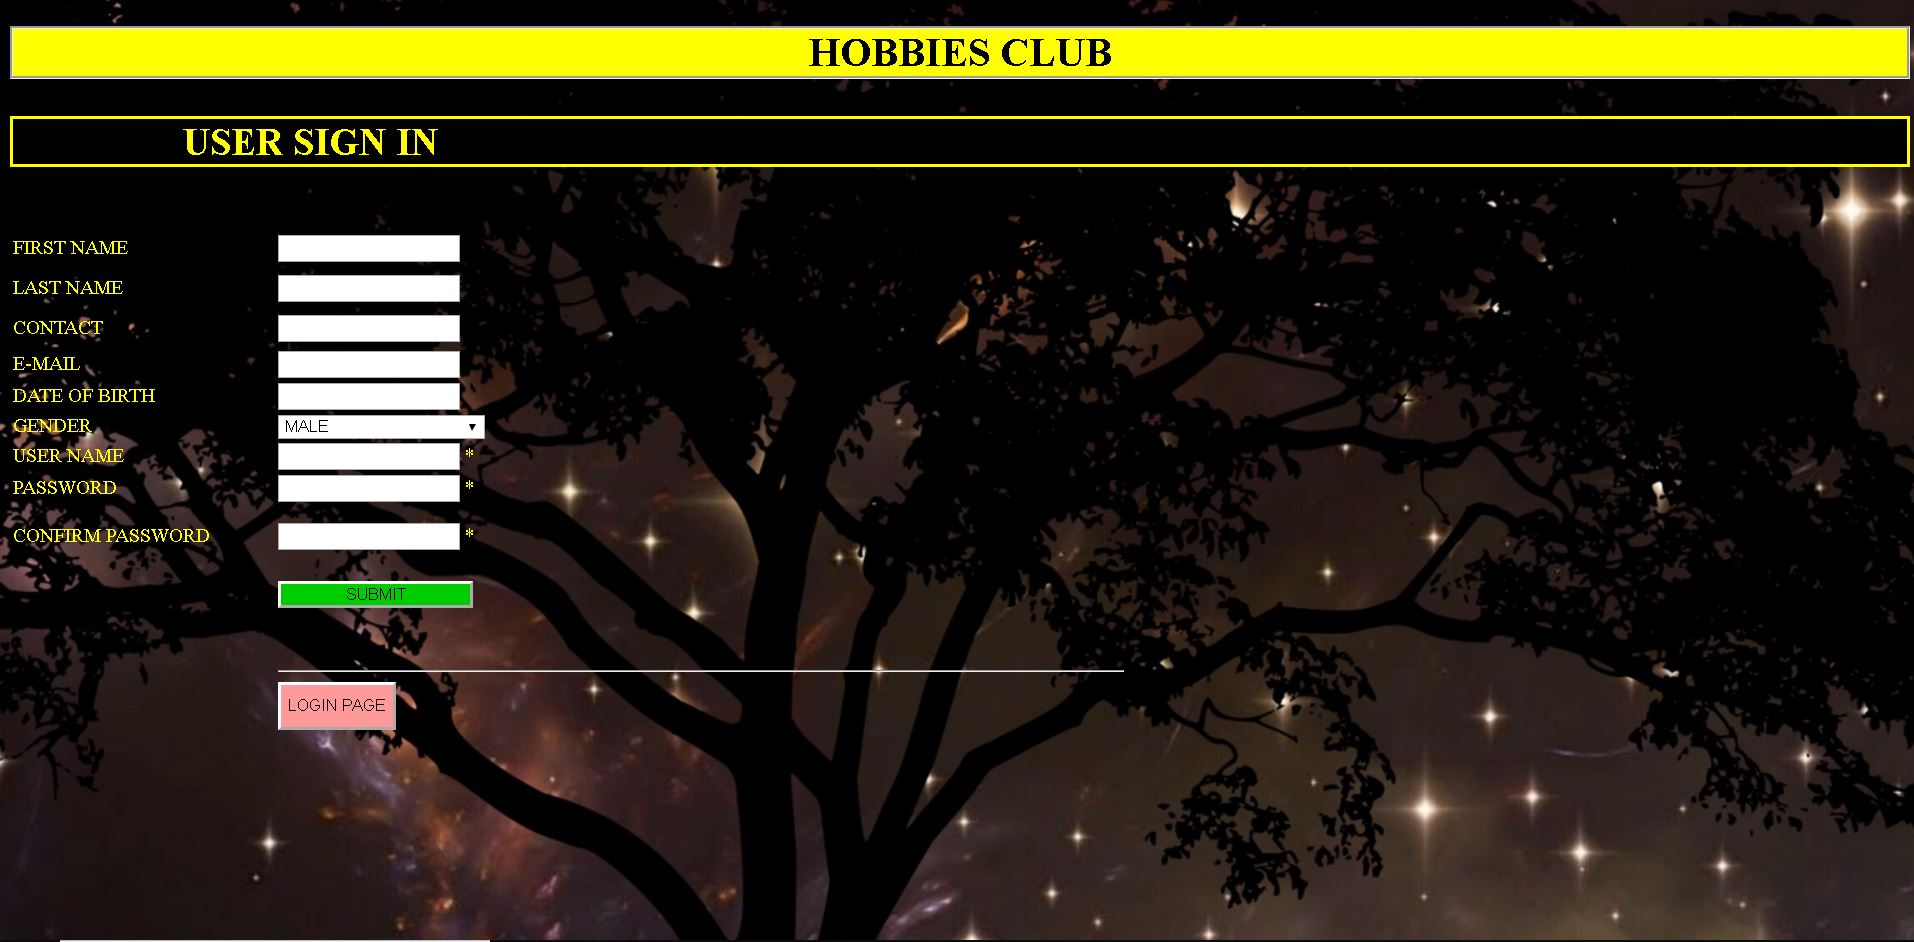 HOBBIES CLUB
USER SIGN IN
FIRST NAME
LAST NAME
CONTACT
E-MAIL
DATE OF BIRTH
GENDER MALE
USER NAME *
PASSWORD *
CONFIRM PASSWORD *
SUBMIT
LOGIN PAGE